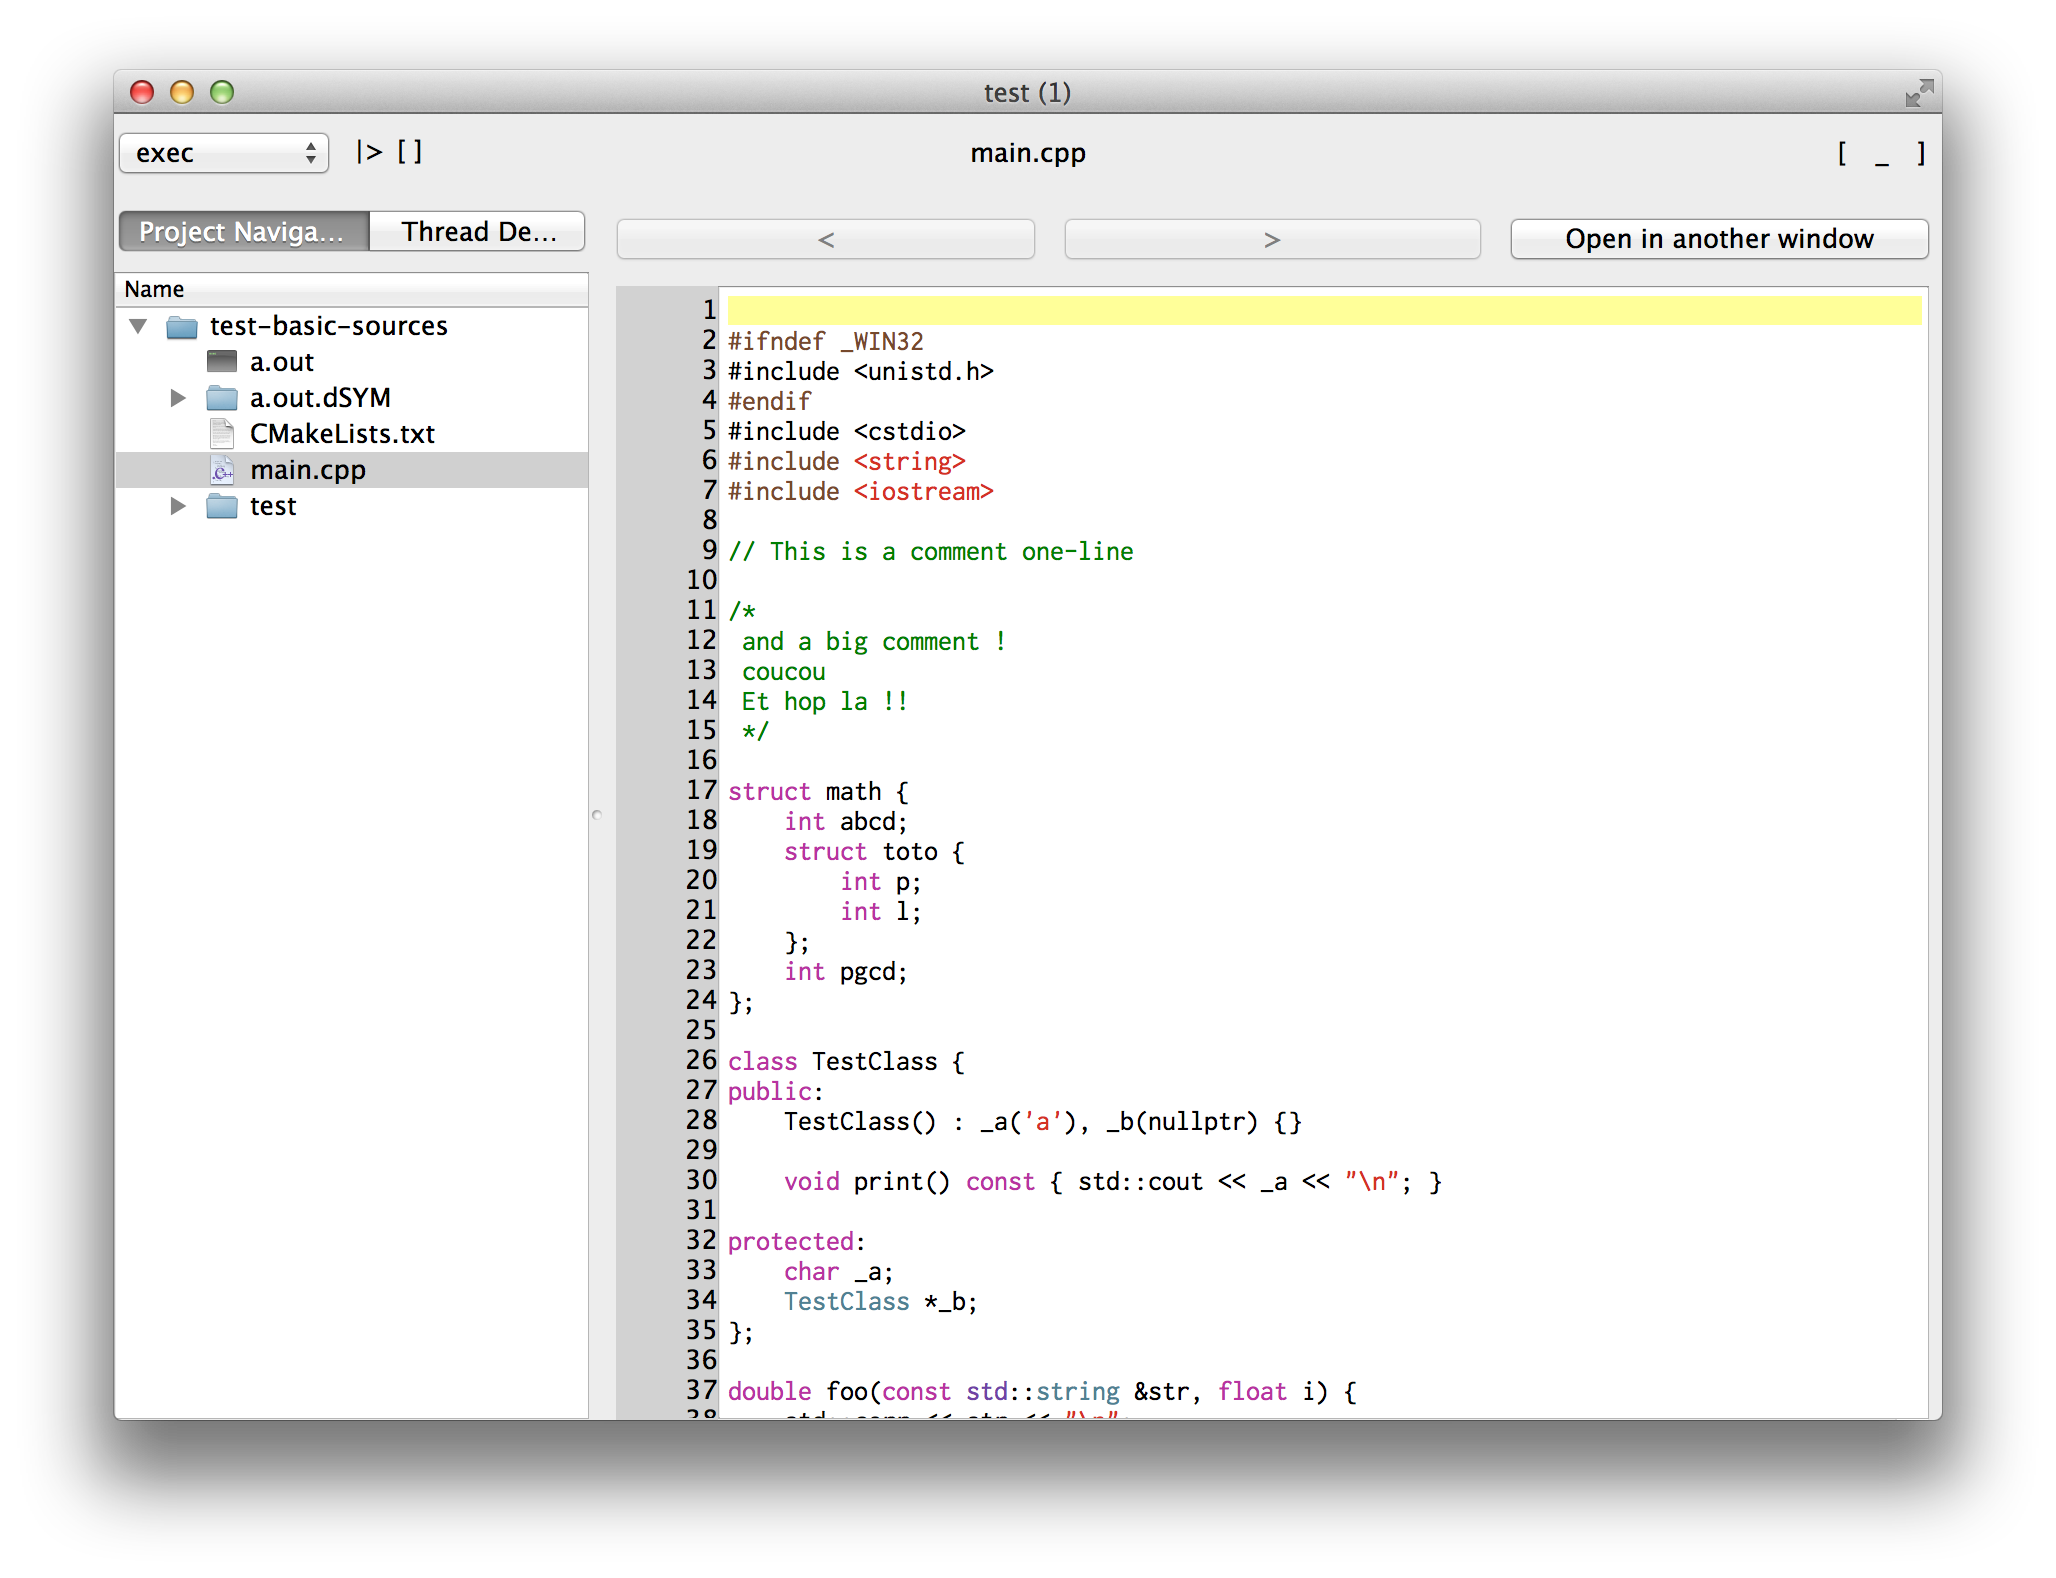 test (1)
exec |> [] main.cpp [ _ ]
Project Naviga... Thread De... < > Open in another window
Name
test-basic-sources
a.out
a.out.dSYM
CMakeLists.txt
main.cpp
test
1
2 #ifndef _WIN32
3 #include <unistd.h>
4 #endif
5 #include <cstdio>
6 #include <string>
7 #include <iostream>
8
9 // This is a comment one-line
10
11 /*
12  and a big comment !
13  coucou
14  Et hop la !!
15  */
16
17 struct math {
18     int abcd;
19     struct toto {
20         int p;
21         int l;
22     };
23     int pgcd;
24 };
25
26 class TestClass {
27 public:
28     TestClass() : _a('a'), _b(nullptr) {}
29
30     void print() const { std::cout << _a << "\n"; }
31
32 protected:
33     char _a;
34     TestClass *_b;
35 };
36
37 double foo(const std::string &str, float i) {
38 << str << "\n";